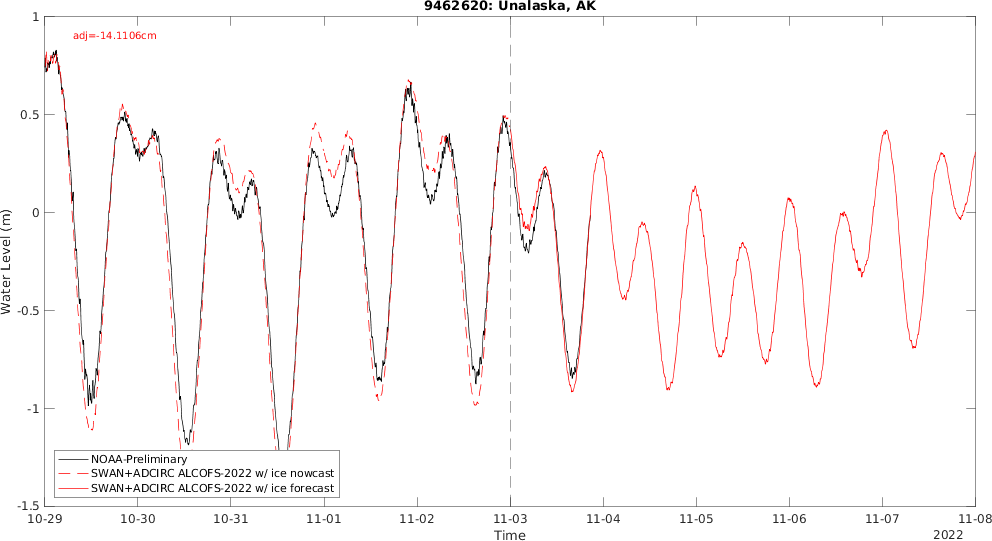 9462620: Unalaska, AK
adj=-14.1106cm
1
0.5
0
-0.5
-1
-1.5
Water Level (m)
NOAA-Preliminary
SWAN+ADCIRC ALCOFS-2022 w/ ice nowcast
SWAN+ADCIRC ALCOFS-2022 w/ ice forecast
10-29 10-30 10-31 11-01 11-02 11-03 11-04 11-05 11-06 11-07 11-08
Time
2022